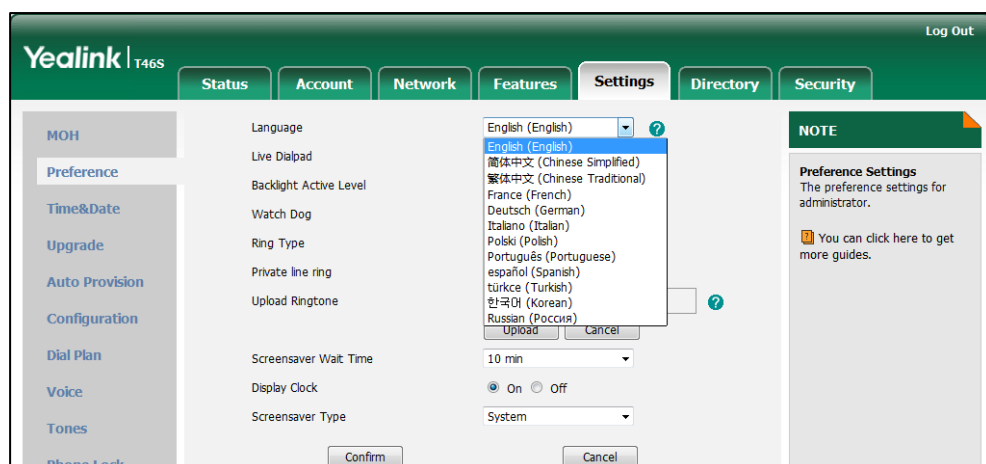 Log Out
Yealink | T46S
Status Account Network Features Settings Directory Security
MOH
Preference
Time&Date
Upgrade
Auto Provision
Configuration
Dial Plan
Voice
Tones
Phone Lock
Language English (English)
Live Dialpad
Backlight Active Level
Watch Dog
Ring Type
Private line ring
Upload Ringtone
English (English)
简体中文 (Chinese Simplified)
繁体中文 (Chinese Traditional)
France (French)
Deutsch (German)
Italiano (Italian)
Polski (Polish)
Português (Portuguese)
español (Spanish)
türkce (Turkish)
한국어 (Korean)
Russian (Россия)
Upload Cancel
Screensaver Wait Time 10 min
Display Clock On Off
Screensaver Type System
Confirm Cancel
NOTE
Preference Settings
The preference settings for
administrator.
You can click here to get
more guides.